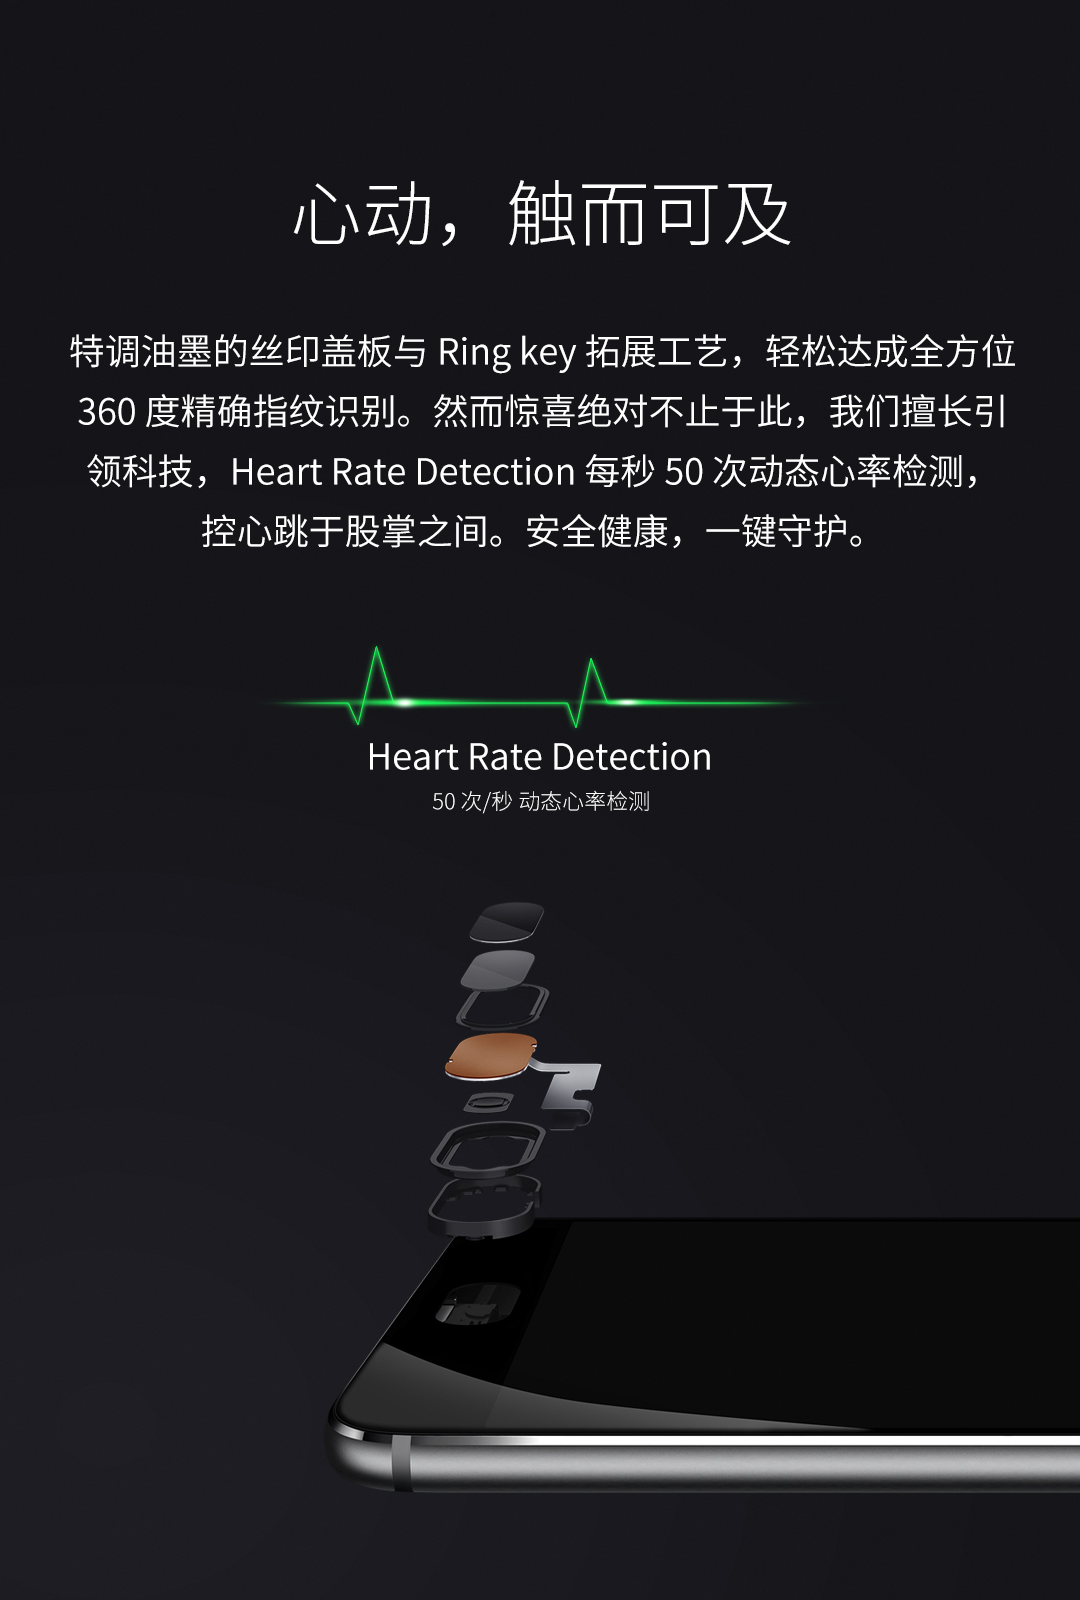 心动，触而可及
特调油墨的丝印盖板与 Ring key 拓展工艺，轻松达成全方位
360 度精确指纹识别。然而惊喜绝对不止于此，我们擅长引
领科技，Heart Rate Detection 每秒 50 次动态心率检测，
控心跳于股掌之间。安全健康，一键守护。
Heart Rate Detection
50 次/秒 动态心率检测